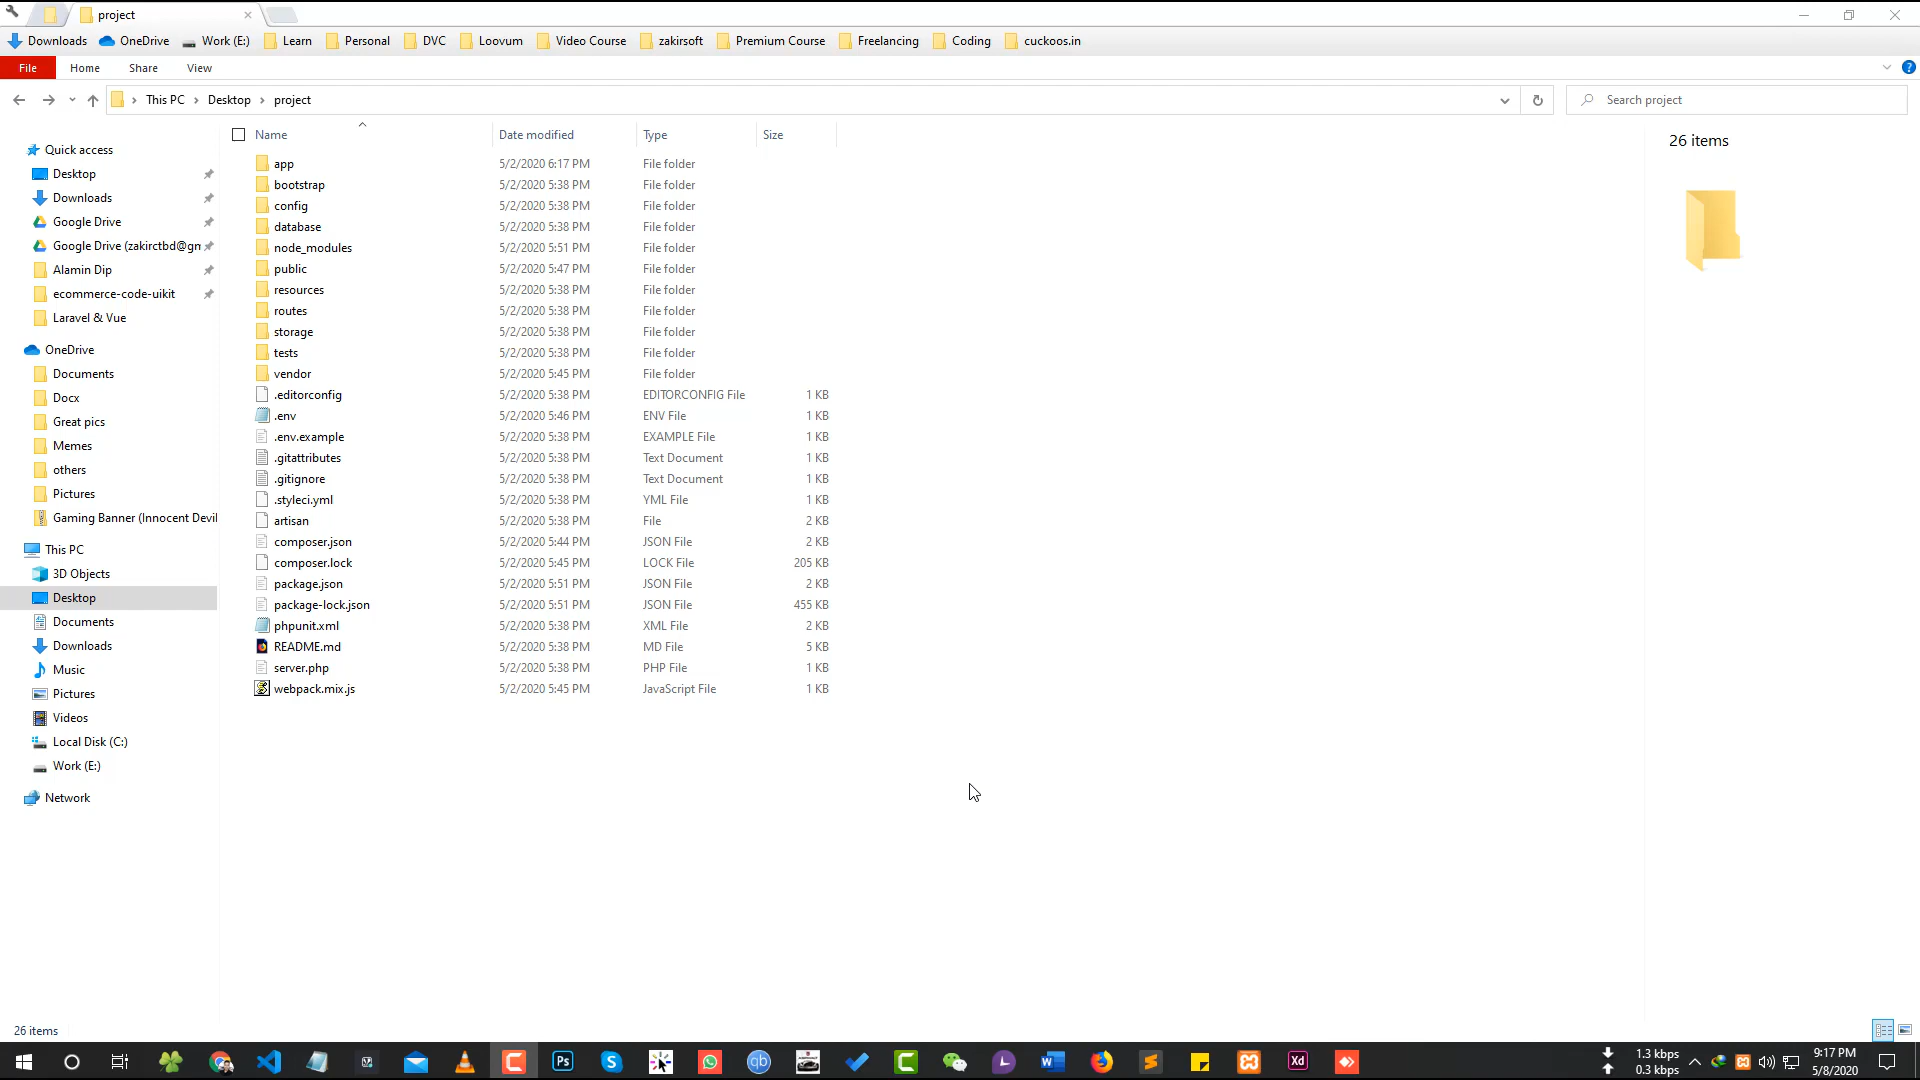 project
Downloads OneDrive Work (E:) Learn Personal DVC Loovum Video Course zakirsoft Premium Course Freelancing Coding cuckoos.in
File Home Share View
This PC Desktop project Search project
Name Date modified Type Size
26 items
Quick access
Desktop
Downloads
Google Drive
Google Drive (zakirctbd@gm
Alamin Dip
ecommerce-code-uikit
Laravel & Vue
OneDrive
Documents
Docx
Great pics
Memes
others
Pictures
Gaming Banner (Innocent Devil
This PC
3D Objects
Desktop
Documents
Downloads
Music
Pictures
Videos
Local Disk (C:)
Work (E:)
Network
app 5/2/2020 6:17 PM File folder
bootstrap 5/2/2020 5:38 PM File folder
config 5/2/2020 5:38 PM File folder
database 5/2/2020 5:38 PM File folder
node_modules 5/2/2020 5:51 PM File folder
public 5/2/2020 5:47 PM File folder
resources 5/2/2020 5:38 PM File folder
routes 5/2/2020 5:38 PM File folder
storage 5/2/2020 5:38 PM File folder
tests 5/2/2020 5:38 PM File folder
vendor 5/2/2020 5:45 PM File folder
.editorconfig 5/2/2020 5:38 PM EDITORCONFIG File 1 KB
.env 5/2/2020 5:46 PM ENV File 1 KB
.env.example 5/2/2020 5:38 PM EXAMPLE File 1 KB
.gitattributes 5/2/2020 5:38 PM Text Document 1 KB
.gitignore 5/2/2020 5:38 PM Text Document 1 KB
.styleci.yml 5/2/2020 5:38 PM YML File 1 KB
artisan 5/2/2020 5:38 PM File 2 KB
composer.json 5/2/2020 5:44 PM JSON File 2 KB
composer.lock 5/2/2020 5:45 PM LOCK File 205 KB
package.json 5/2/2020 5:51 PM JSON File 2 KB
package-lock.json 5/2/2020 5:51 PM JSON File 455 KB
phpunit.xml 5/2/2020 5:38 PM XML File 2 KB
README.md 5/2/2020 5:38 PM MD File 5 KB
server.php 5/2/2020 5:38 PM PHP File 1 KB
webpack.mix.js 5/2/2020 5:45 PM JavaScript File 1 KB
26 items
Ps qb Xd
1.3 kbps 9:17 PM
0.3 kbps 5/8/2020